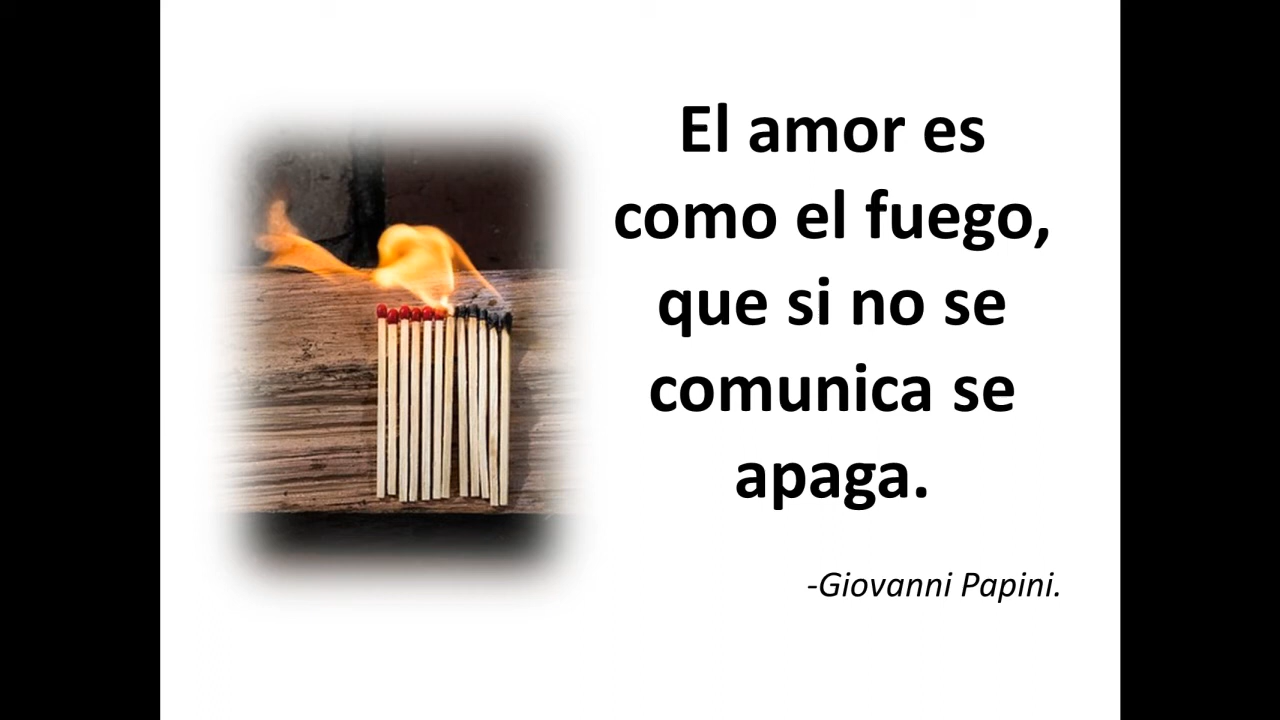 El amor es
como el fuego,
que si no se
comunica se
apaga.
-Giovanni Papini.